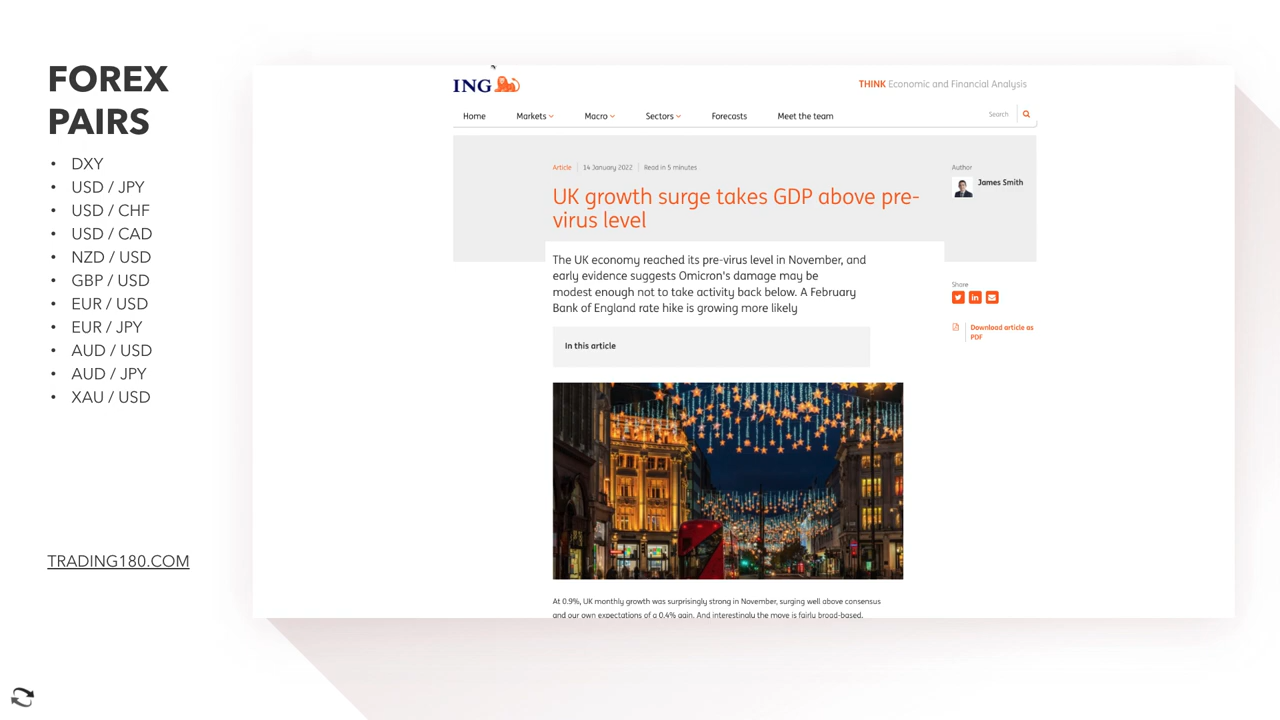 FOREX
PAIRS
• DXY
• USD / JPY
• USD / CHF
• USD / CAD
• NZD / USD
• GBP / USD
• EUR / USD
• EUR / JPY
• AUD / USD
• AUD / JPY
• XAU / USD
TRADING180.COM
ING
THINK Economic and Financial Analysis
Home Markets Macro Sectors Forecasts Meet the team Search
Article 14 January 2022 Read in 5 minutes
UK growth surge takes GDP above pre-
virus level
Author
James Smith
The UK economy reached its pre-virus level in November, and
early evidence suggests Omicron's damage may be
modest enough not to take activity back below. A February
Bank of England rate hike is growing more likely
Share
Download article as
PDF
In this article
At 0.9%, UK monthly growth was surprisingly strong in November, surging well above consensus
and our own expectations of a 0.4% gain. And interestingly the move is fairly broad-based.